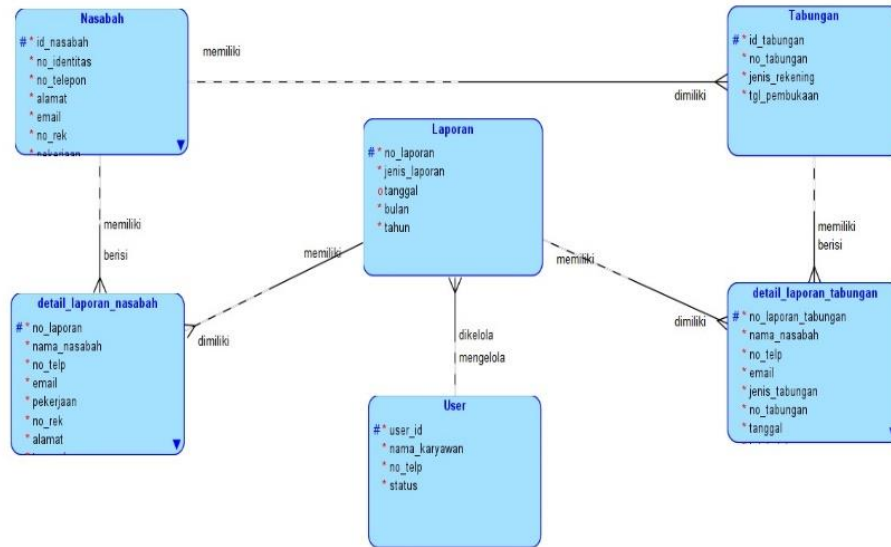 Nasabah
# * id_nasabah
* no_identitas
* no_telepon
* alamat
* email
* no_rek
* pekerjaan
memiliki
dimiliki
Tabungan
# * id_tabungan
* no_tabungan
* jenis_rekening
* tgl_pembukaan
Laporan
# * no_laporan
* jenis_laporan
o tanggal
* bulan
* tahun
memiliki
berisi
memiliki
dimiliki
memiliki
dimiliki
memiliki
berisi
detail_laporan_nasabah
# * no_laporan
* nama_nasabah
* no_telp
* email
* pekerjaan
* no_rek
* alamat
dikelola
mengelola
detail_laporan_tabungan
# * no_laporan_tabungan
* nama_nasabah
* no_telp
* email
* jenis_tabungan
* no_tabungan
* tanggal
User
# * user_id
* nama_karyawan
* no_telp
* status